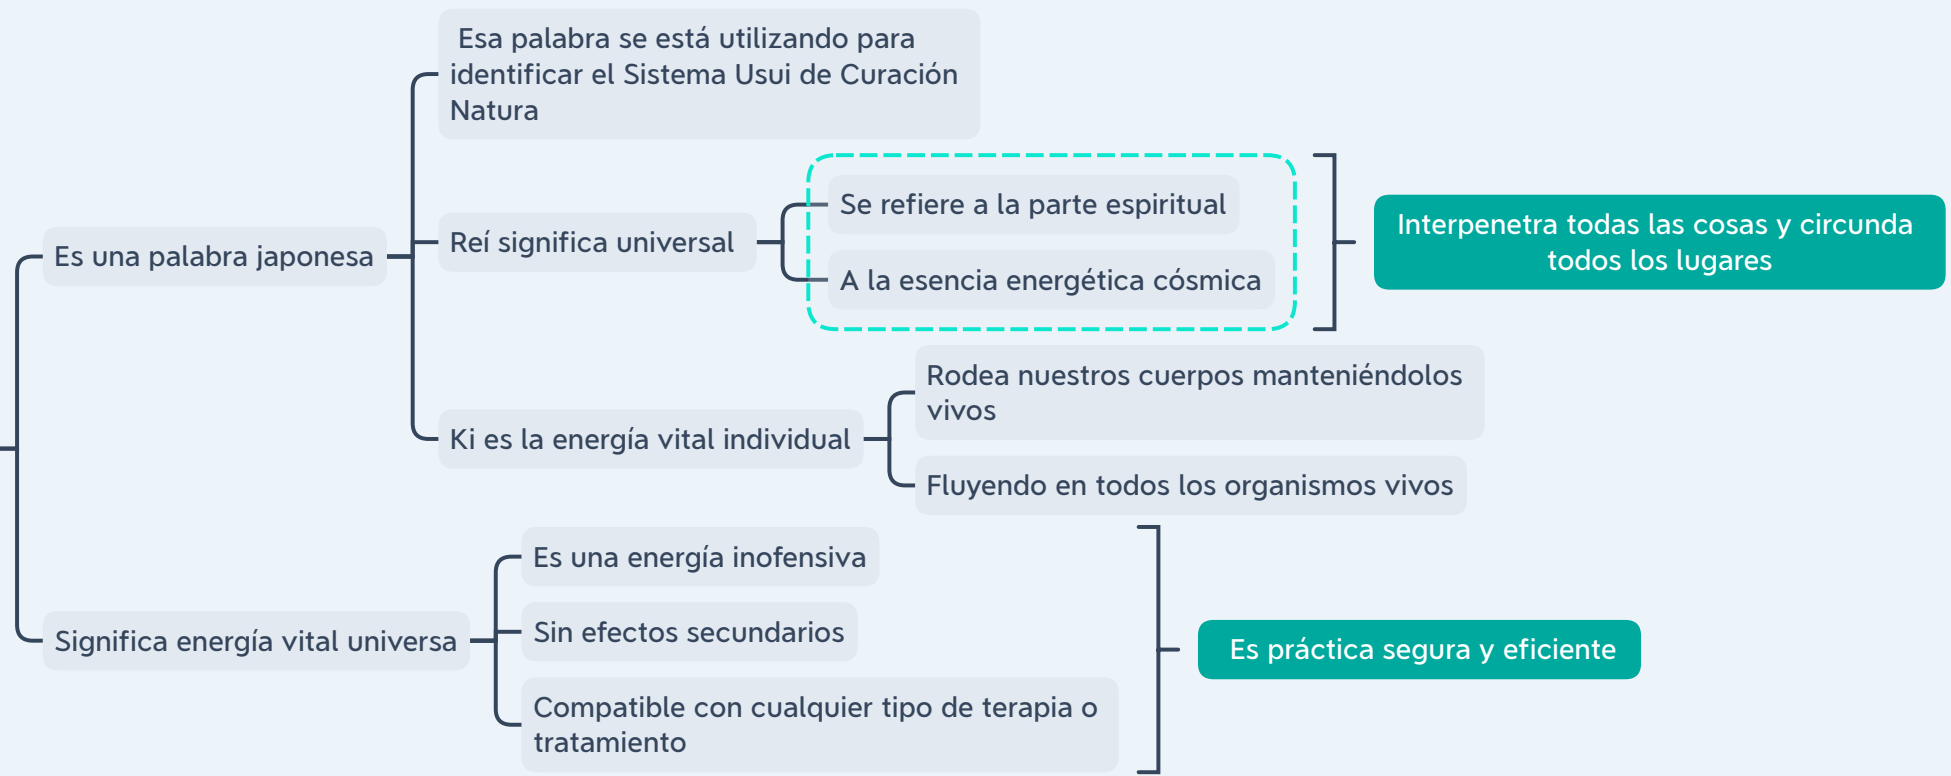 Esa palabra se está utilizando para
identificar el Sistema Usui de Curación
Natura
Es una palabra japonesa
Reí significa universal
Se refiere a la parte espiritual
A la esencia energética cósmica
Interpenetra todas las cosas y circunda
todos los lugares
Ki es la energía vital individual
Rodea nuestros cuerpos manteniéndolos
vivos
Fluyendo en todos los organismos vivos
Significa energía vital universa
Es una energía inofensiva
Sin efectos secundarios
Compatible con cualquier tipo de terapia o
tratamiento
Es práctica segura y eficiente